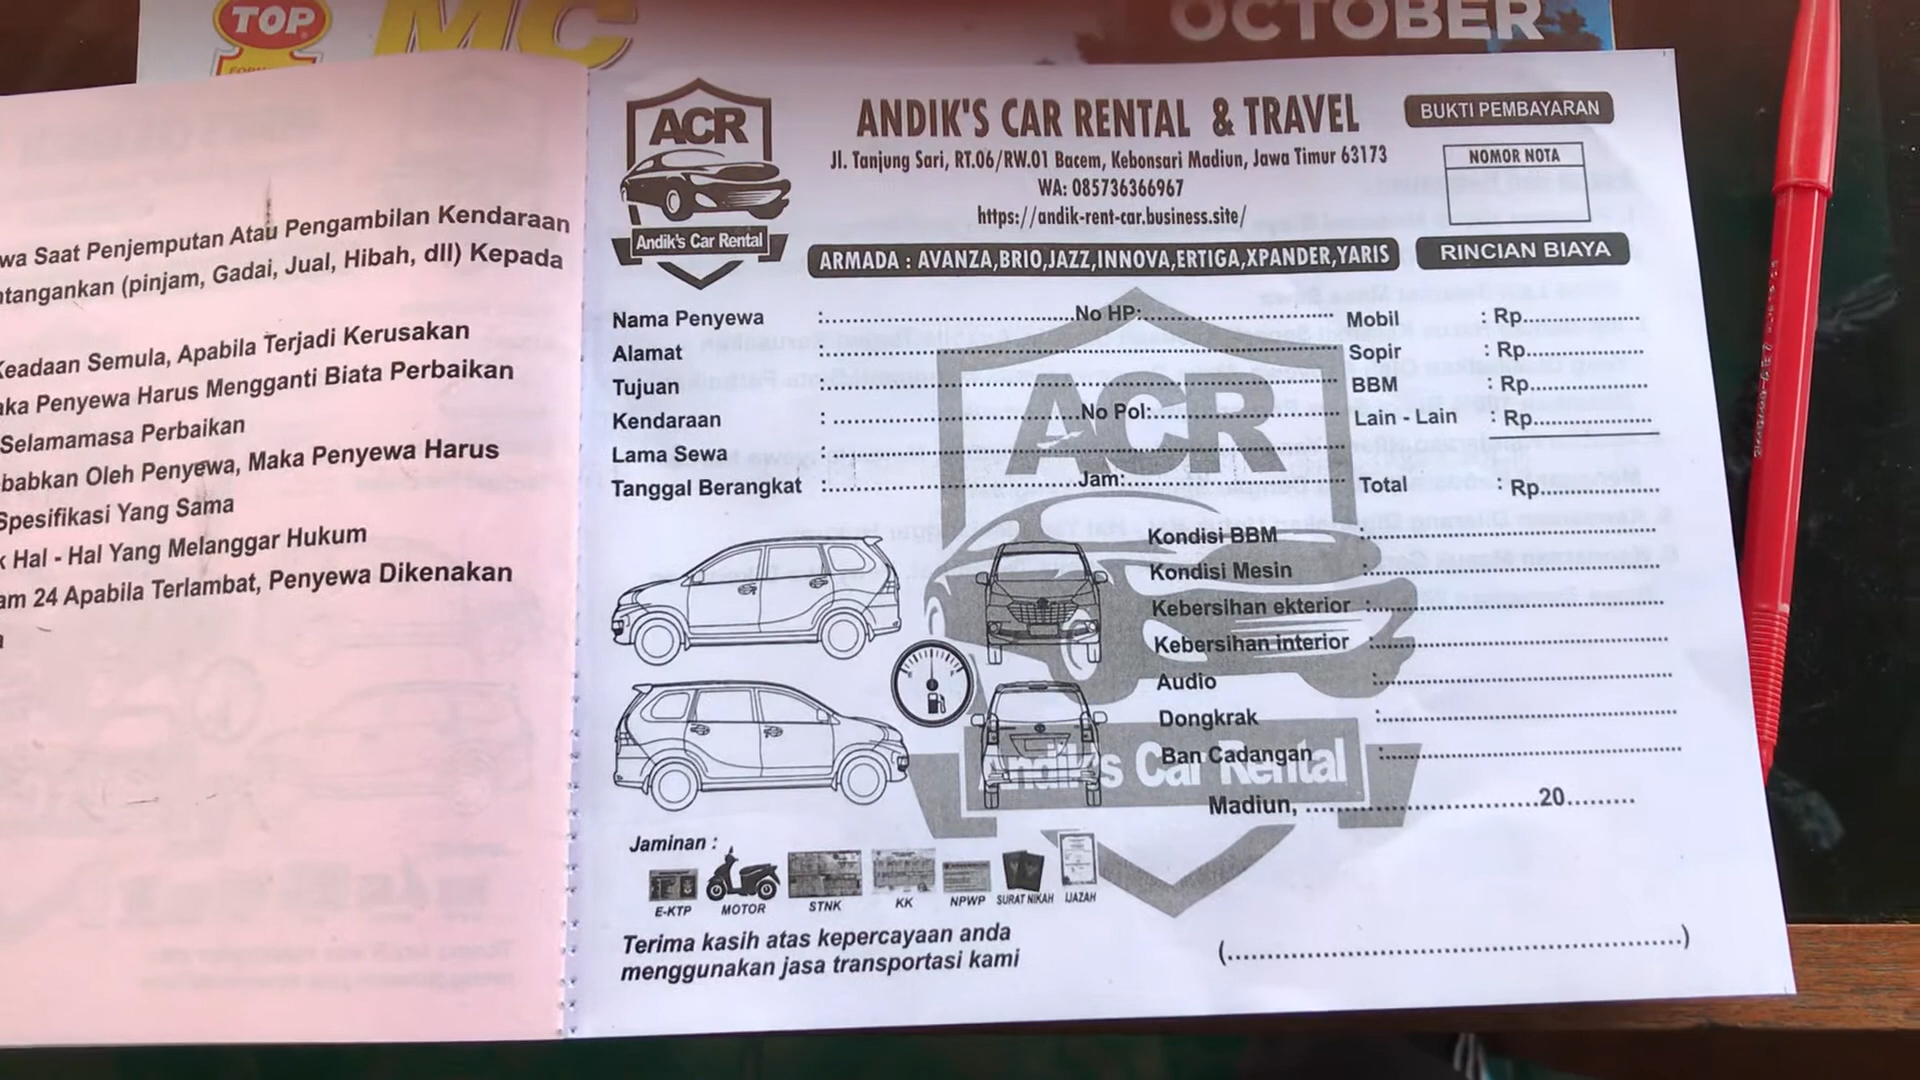 TOP
MC
OCTOBER
wa Saat Penjemputan Atau Pengambilan Kendaraan
ntangankan (pinjam, Gadai, Jual, Hibah, dll) Kepada
Keadaan Semula, Apabila Terjadi Kerusakan
aka Penyewa Harus Mengganti Biata Perbaikan
Selamamasa Perbaikan
babkan Oleh Penyewa, Maka Penyewa Harus
Spesifikasi Yang Sama
k Hal - Hal Yang Melanggar Hukum
am 24 Apabila Terlambat, Penyewa Dikenakan
ACR
Andik's Car Rental
ANDIK'S CAR RENTAL & TRAVEL
Jl. Tanjung Sari, RT.06/RW.01 Bacem, Kebonsari Madiun, Jawa Timur 63173
WA: 085736366967
https://andik-rent-car.business.site/
ARMADA : AVANZA,BRIO,JAZZ,INNOVA,ERTIGA,XPANDER,YARIS
BUKTI PEMBAYARAN
NOMOR NOTA
RINCIAN BIAYA
Nama Penyewa :..............................No HP:..............................
Alamat :............................................................
Tujuan :............................................................
Kendaraan :..............................No Pol:..............................
Lama Sewa :............................................................
Tanggal Berangkat :..............................Jam:..............................
Mobil : Rp....................
Sopir : Rp....................
BBM : Rp....................
Lain - Lain : Rp....................
Total : Rp....................
ACR
Andik's Car Rental
Kondisi BBM :..............................
Kondisi Mesin :..............................
Kebersihan ekterior :..............................
Kebersihan interior :..............................
Audio :..............................
Dongkrak :..............................
Ban Cadangan :..............................
Madiun, ..............................20.........
Jaminan :
E-KTP MOTOR STNK KK NPWP SURAT NIKAH IJAZAH
Terima kasih atas kepercayaan anda
menggunakan jasa transportasi kami
(............................................................)